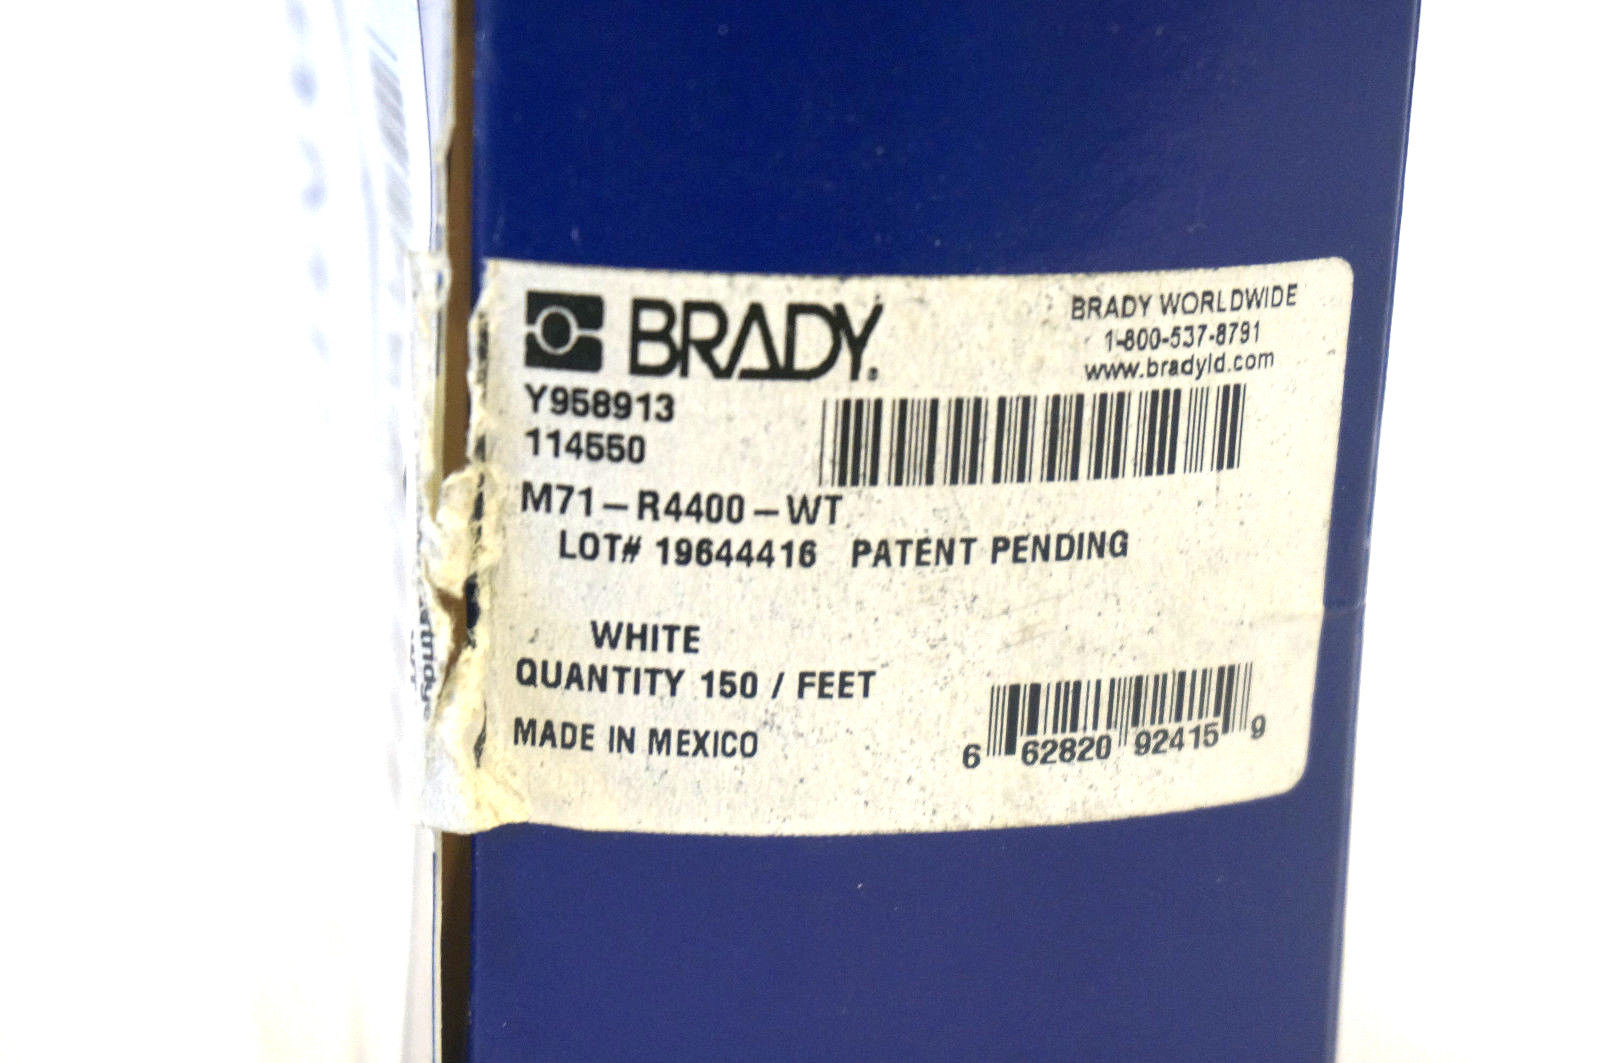 BRADY.
BRADY WORLDWIDE
1-800-537-8791
www.bradyid.com
Y958913
114550
M71-R4400-WT
LOT# 19644416 PATENT PENDING
WHITE
QUANTITY 150 / FEET
MADE IN MEXICO
6 62820 92415 9